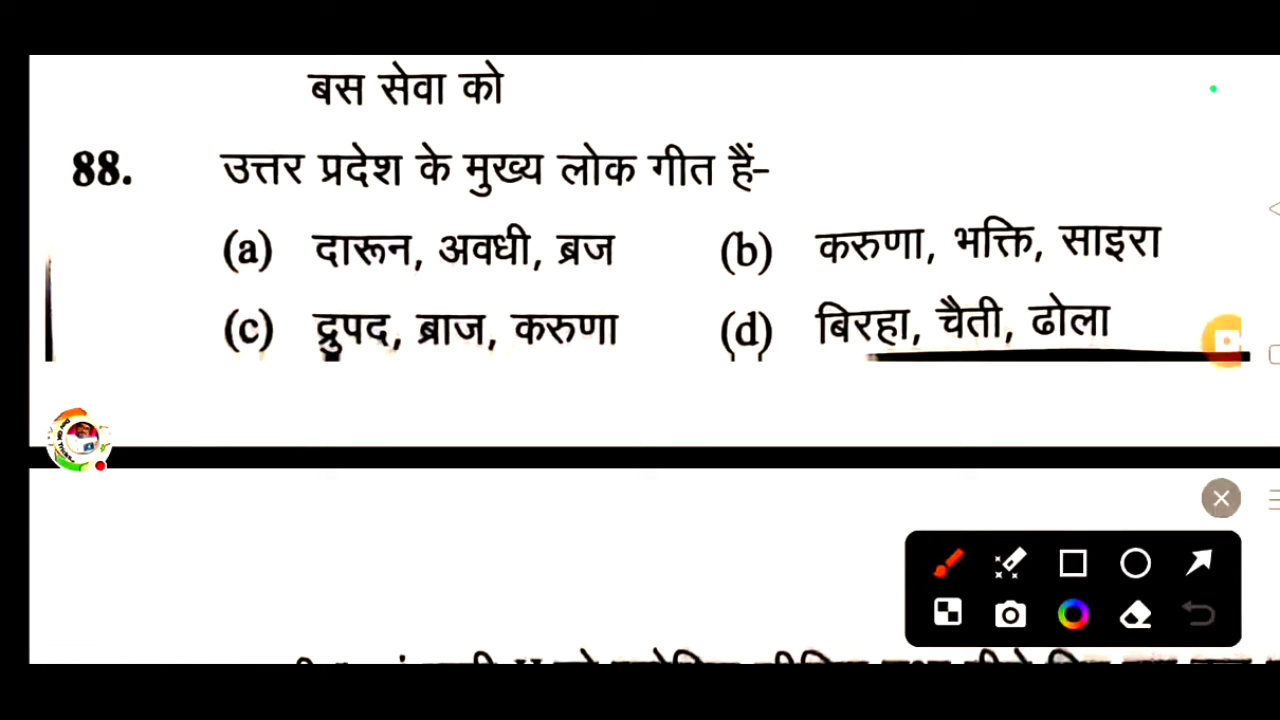 बस सेवा को
88. उत्तर प्रदेश के मुख्य लोक गीत हैं-
(a) दारून, अवधी, ब्रज (b) करुणा, भक्ति, साइरा
(c) द्रुपद, ब्राज, करुणा (d) बिरहा, चैती, ढोला